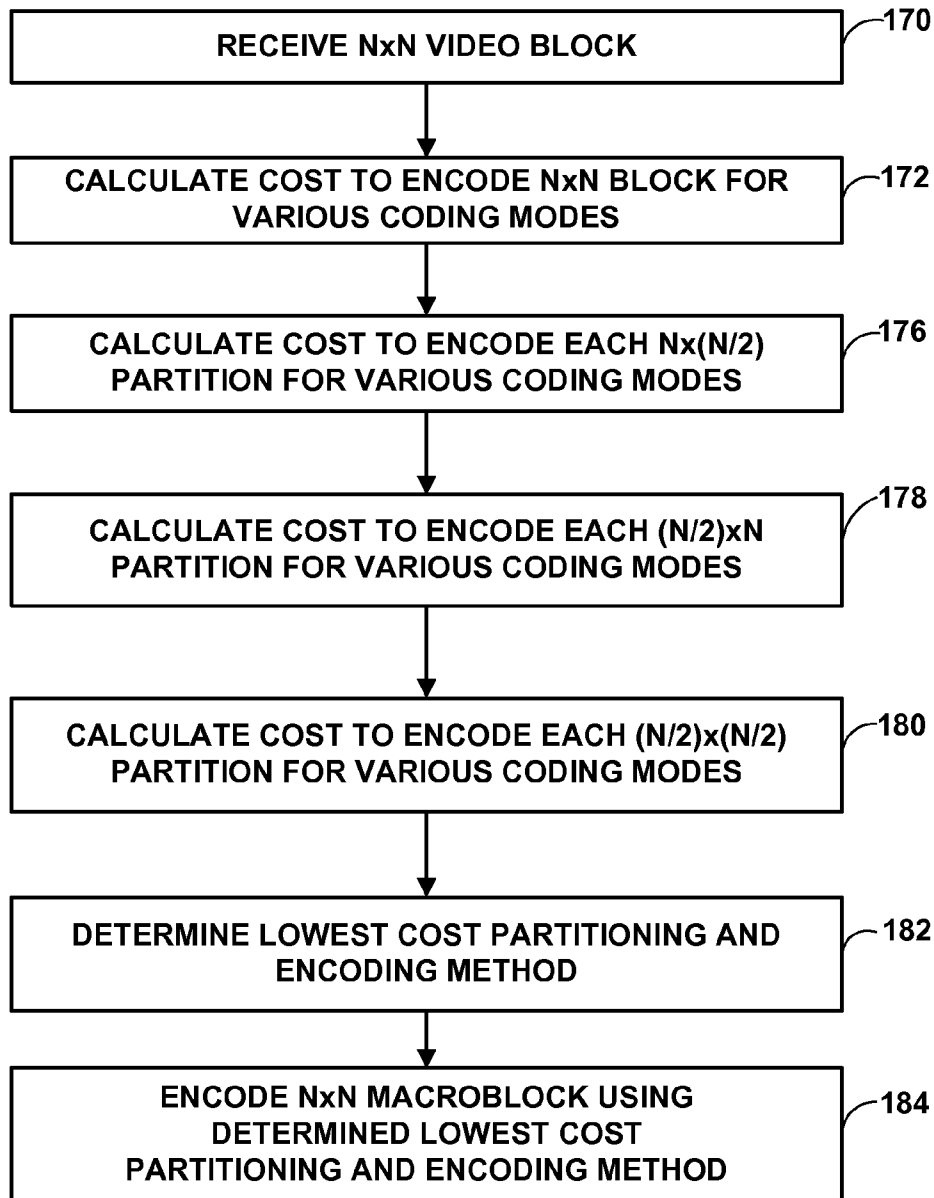 RECEIVE NxN VIDEO BLOCK
170
CALCULATE COST TO ENCODE NxN BLOCK FOR
VARIOUS CODING MODES
172
CALCULATE COST TO ENCODE EACH Nx(N/2)
PARTITION FOR VARIOUS CODING MODES
176
CALCULATE COST TO ENCODE EACH (N/2)xN
PARTITION FOR VARIOUS CODING MODES
178
CALCULATE COST TO ENCODE EACH (N/2)x(N/2)
PARTITION FOR VARIOUS CODING MODES
180
DETERMINE LOWEST COST PARTITIONING AND
ENCODING METHOD
182
ENCODE NxN MACROBLOCK USING
DETERMINED LOWEST COST
PARTITIONING AND ENCODING METHOD
184